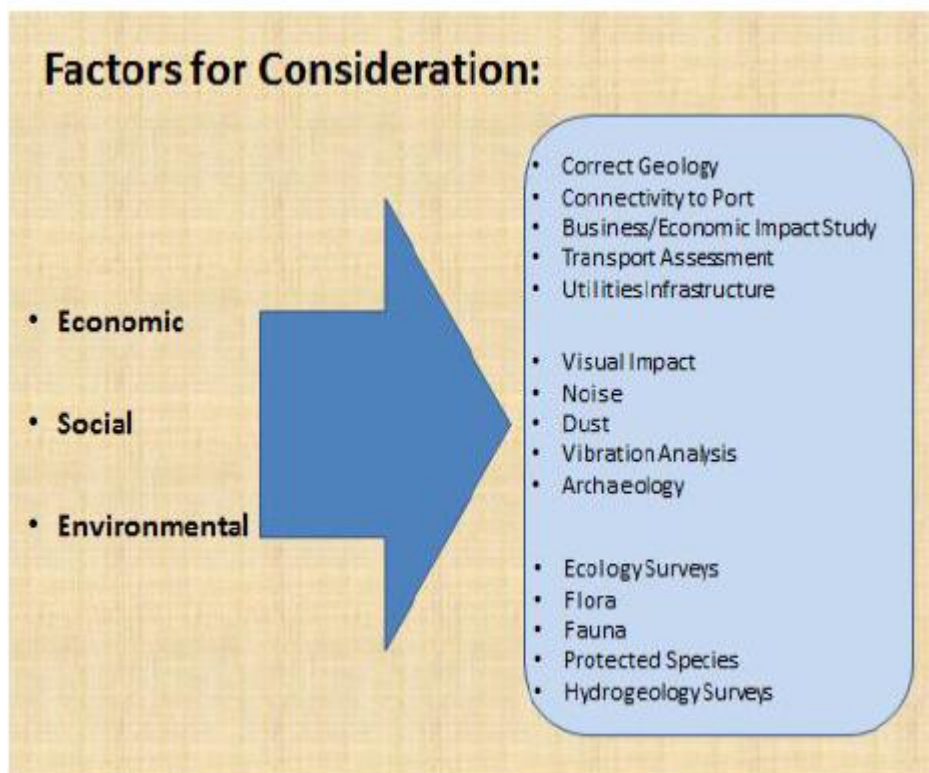 Factors for Consideration:
• Economic
• Social
• Environmental
• Correct Geology
• Connectivity to Port
• Business/Economic Impact Study
• Transport Assessment
• Utilities Infrastructure
• Visual Impact
• Noise
• Dust
• Vibration Analysis
• Archaeology
• Ecology Surveys
• Flora
• Fauna
• Protected Species
• Hydrogeology Surveys